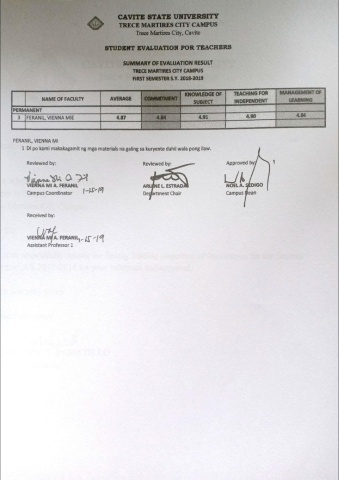 CAVITE STATE UNIVERSITY
TRECE MARTIRES CITY CAMPUS
Trece Martires City, Cavite
STUDENT EVALUATION FOR TEACHERS
SUMMARY OF EVALUATION RESULT
TRECE MARTIRES CITY CAMPUS
FIRST SEMESTER S.Y. 2018-2019
NAME OF FACULTY AVERAGE COMMITMENT KNOWLEDGE OF SUBJECT TEACHING FOR INDEPENDENT MANAGEMENT OF LEARNING
PERMANENT
3 FERANIL, VIENNA MIE 4.87 4.84 4.91 4.90 4.84
FERANIL, VIENNA MI
1 Di po kami makakagamit ng mga materials na galing sa kuryente dahil wala pong ilaw.
Reviewed by: Reviewed by: Approved by: 1
VIENNA MI A. FERANIL ARLENE L. ESTRADA NOEL A. SEDIGO
Campus Coordinator 1-25-19 Department Chair Campus Dean
Received by:
VIENNA MI A. FERANIL 1-25-19
Assistant Professor 1